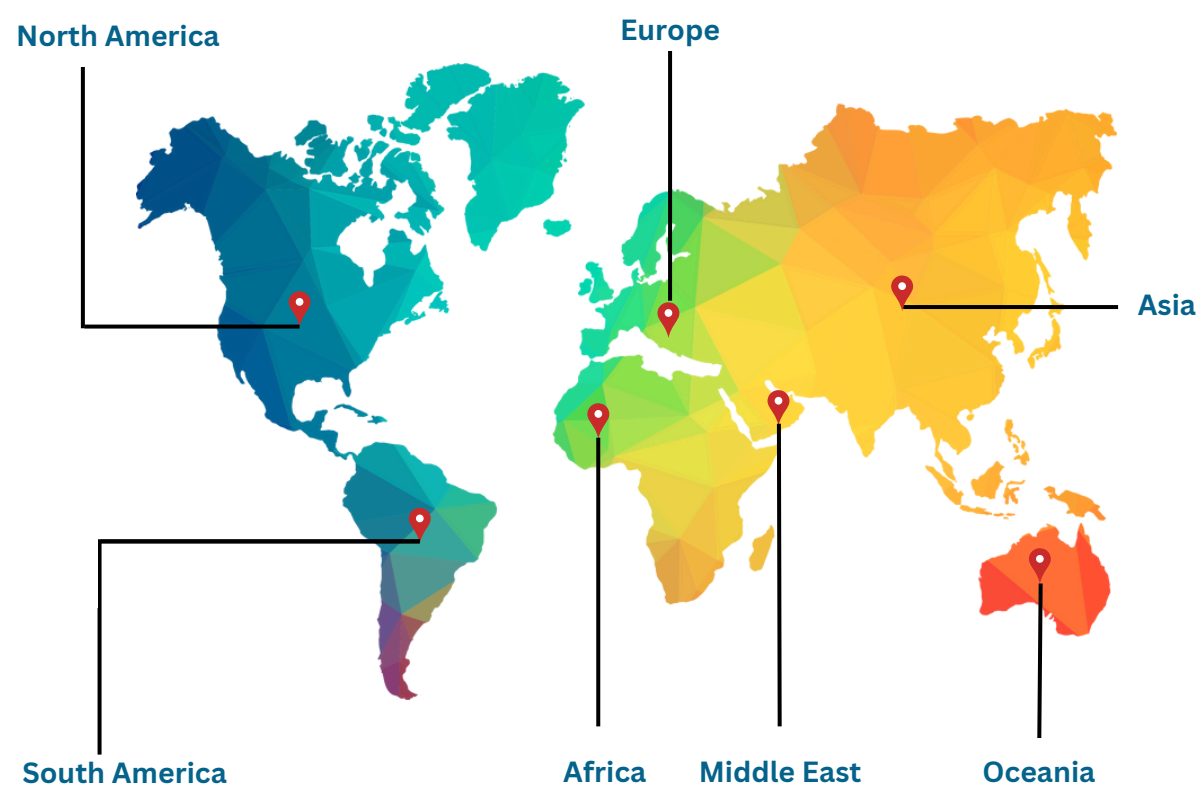 North America
Europe
Asia
South America
Africa
Middle East
Oceania